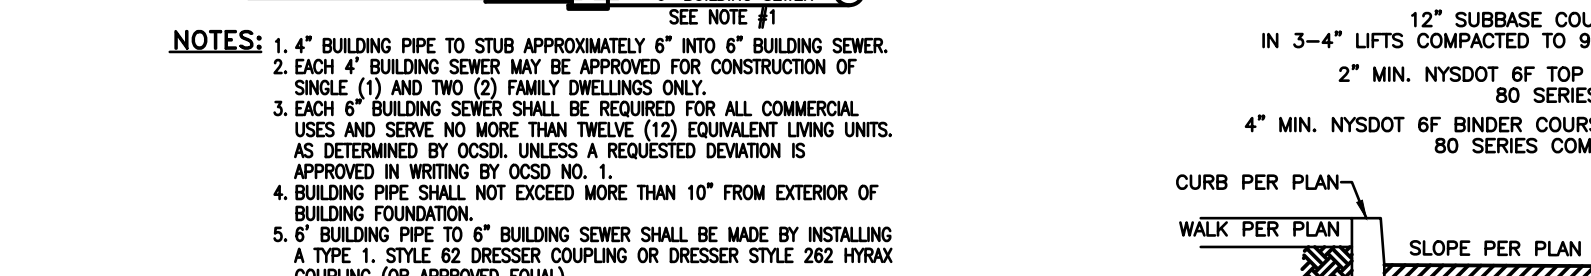 SEE NOTE #1
NOTES:
1. 4" BUILDING PIPE TO STUB APPROXIMATELY 6" INTO 6" BUILDING SEWER.
2. EACH 4' BUILDING SEWER MAY BE APPROVED FOR CONSTRUCTION OF
SINGLE (1) AND TWO (2) FAMILY DWELLINGS ONLY.
3. EACH 6" BUILDING SEWER SHALL BE REQUIRED FOR ALL COMMERCIAL
USES AND SERVE NO MORE THAN TWELVE (12) EQUIVALENT LIVING UNITS.
AS DETERMINED BY OCSDI. UNLESS A REQUESTED DEVIATION IS
APPROVED IN WRITING BY OCSD NO. 1.
4. BUILDING PIPE SHALL NOT EXCEED MORE THAN 10" FROM EXTERIOR OF
BUILDING FOUNDATION.
5. 6' BUILDING PIPE TO 6" BUILDING SEWER SHALL BE MADE BY INSTALLING
A TYPE 1. STYLE 62 DRESSER COUPLING OR DRESSER STYLE 262 HYRAX
COUPLING (OR APPROVED EQUAL)
12" SUBBASE COU
IN 3-4" LIFTS COMPACTED TO 9
2" MIN. NYSDOT 6F TOP
80 SERIES
4" MIN. NYSDOT 6F BINDER COURS
80 SERIES COM
CURB PER PLAN
WALK PER PLAN
SLOPE PER PLAN